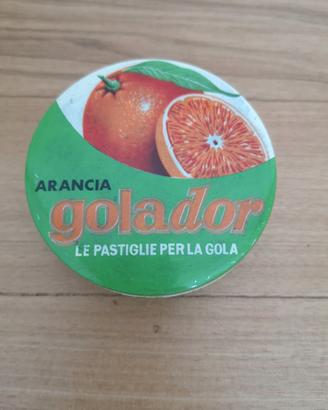 ARANCIA
golador
LE PASTIGLIE PER LA GOLA